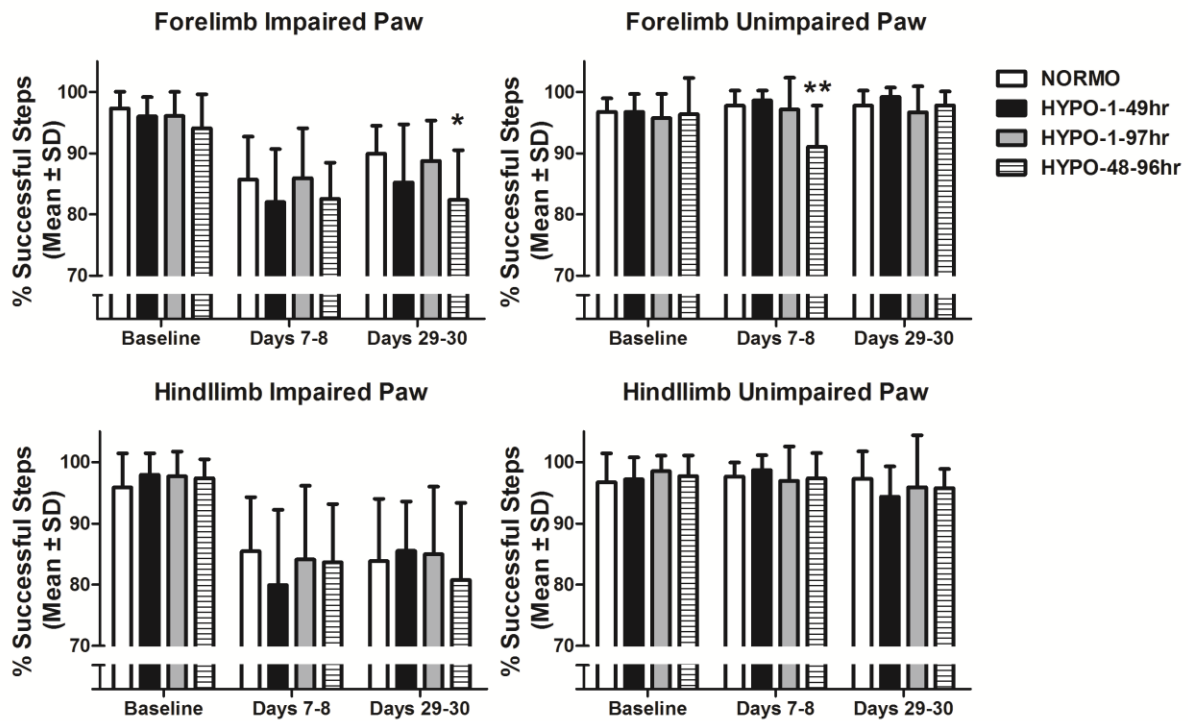 Forelimb Impaired Paw
% Successful Steps
(Mean ± SD)
100
90
80
70
*
Baseline
Days 7-8
Days 29-30
Forelimb Unimpaired Paw
% Successful Steps
(Mean ± SD)
100
90
80
70
**
Baseline
Days 7-8
Days 29-30
NORMO
HYPO-1-49hr
HYPO-1-97hr
HYPO-48-96hr
Hindllimb Impaired Paw
% Successful Steps
(Mean ± SD)
100
90
80
70
Baseline
Days 7-8
Days 29-30
Hindllimb Unimpaired Paw
% Successful Steps
(Mean ± SD)
100
90
80
70
Baseline
Days 7-8
Days 29-30